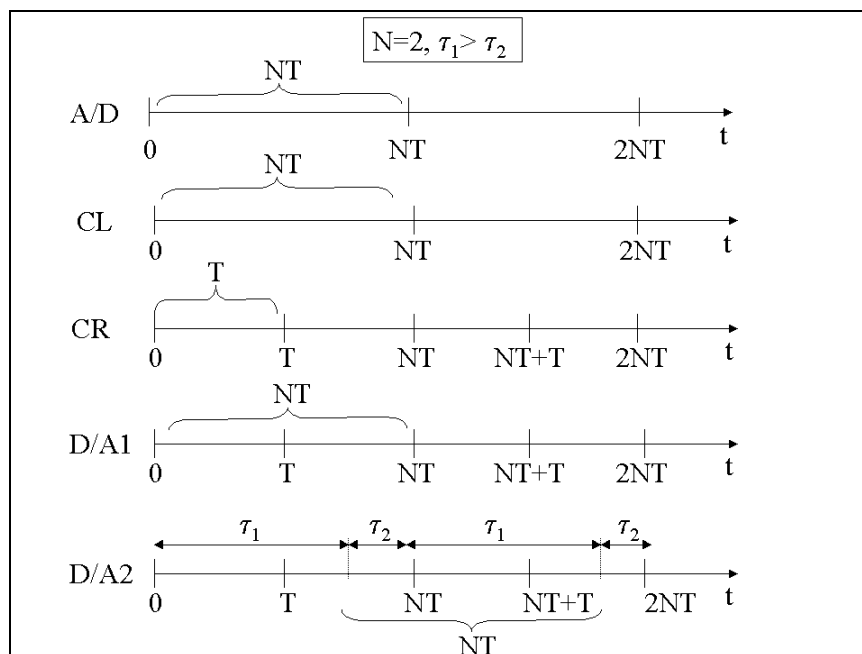 N=2, τ₁> τ₂
NT
A/D
t
0 NT 2NT
NT
CL
t
0 NT 2NT
T
CR
t
0 T NT NT+T 2NT
NT
D/A1
t
0 T NT NT+T 2NT
τ₁ τ₂ τ₁ τ₂
D/A2
t
0 T NT NT+T 2NT
NT